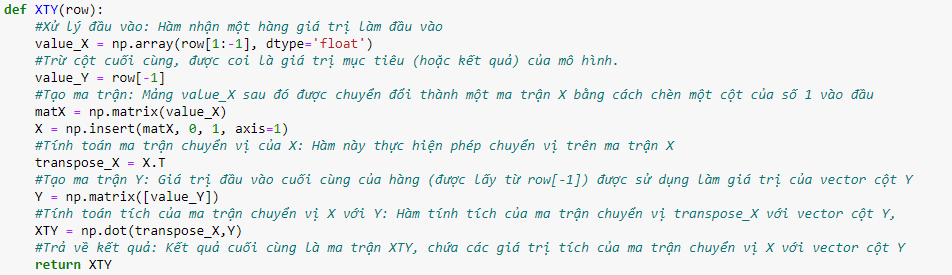 def XTY(row):
#Xử lý đầu vào: Hàm nhận một hàng giá trị làm đầu vào
value_X = np.array(row[1:-1], dtype='float')
#Trừ cột cuối cùng, được coi là giá trị mục tiêu (hoặc kết quả) của mô hình.
value_Y = row[-1]
#Tạo ma trận: Mảng value_X sau đó được chuyển đổi thành một ma trận X bằng cách chèn một cột của số 1 vào đầu
matX = np.matrix(value_X)
X = np.insert(matX, 0, 1, axis=1)
#Tính toán ma trận chuyển vị của X: Hàm này thực hiện phép chuyển vị trên ma trận X
transpose_X = X.T
#Tạo ma trận Y: Giá trị đầu vào cuối cùng của hàng (được lấy từ row[-1]) được sử dụng làm giá trị của vector cột Y
Y = np.matrix([value_Y])
#Tính toán tích của ma trận chuyển vị X với Y: Hàm tính tích của ma trận chuyển vị transpose_X với vector cột Y,
XTY = np.dot(transpose_X,Y)
#Trả về kết quả: Kết quả cuối cùng là ma trận XTY, chứa các giá trị tích của ma trận chuyển vị X với vector cột Y
return XTY